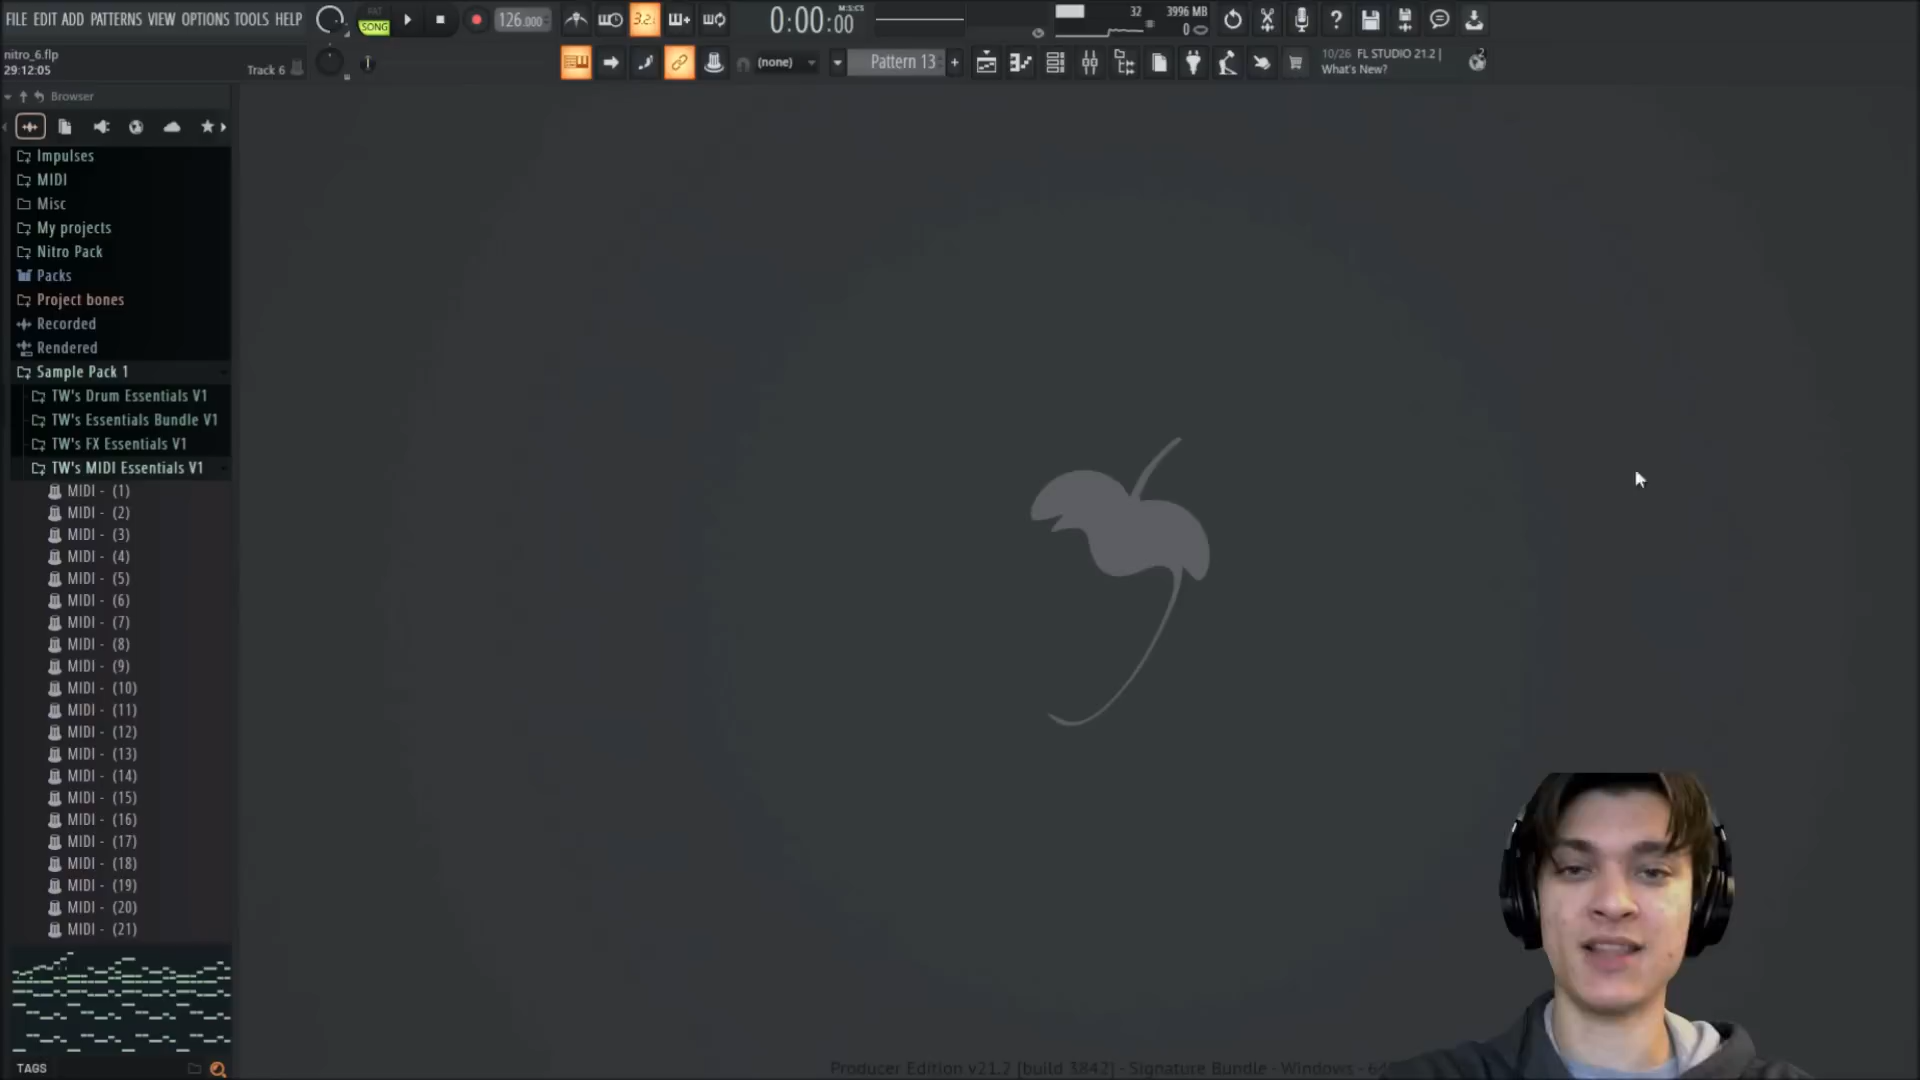 FILE EDIT ADD PATTERNS VIEW OPTIONS TOOLS HELP
PAT
SONG
126.000
3.2.
0:00:00
M:S:CS
32
3996 MB
0
nitro_6.flp
29:12:05
Track 6
(none)
Pattern 13
10/26 FL STUDIO 21.2 |
What's New?
2
Browser
Impulses
MIDI
Misc
My projects
Nitro Pack
Packs
Project bones
Recorded
Rendered
Sample Pack 1
TW's Drum Essentials V1
TW's Essentials Bundle V1
TW's FX Essentials V1
TW's MIDI Essentials V1
MIDI - (1)
MIDI - (2)
MIDI - (3)
MIDI - (4)
MIDI - (5)
MIDI - (6)
MIDI - (7)
MIDI - (8)
MIDI - (9)
MIDI - (10)
MIDI - (11)
MIDI - (12)
MIDI - (13)
MIDI - (14)
MIDI - (15)
MIDI - (16)
MIDI - (17)
MIDI - (18)
MIDI - (19)
MIDI - (20)
MIDI - (21)
TAGS
Producer Edition v21.2 [build 3842] - Signature Bundle - Windows -